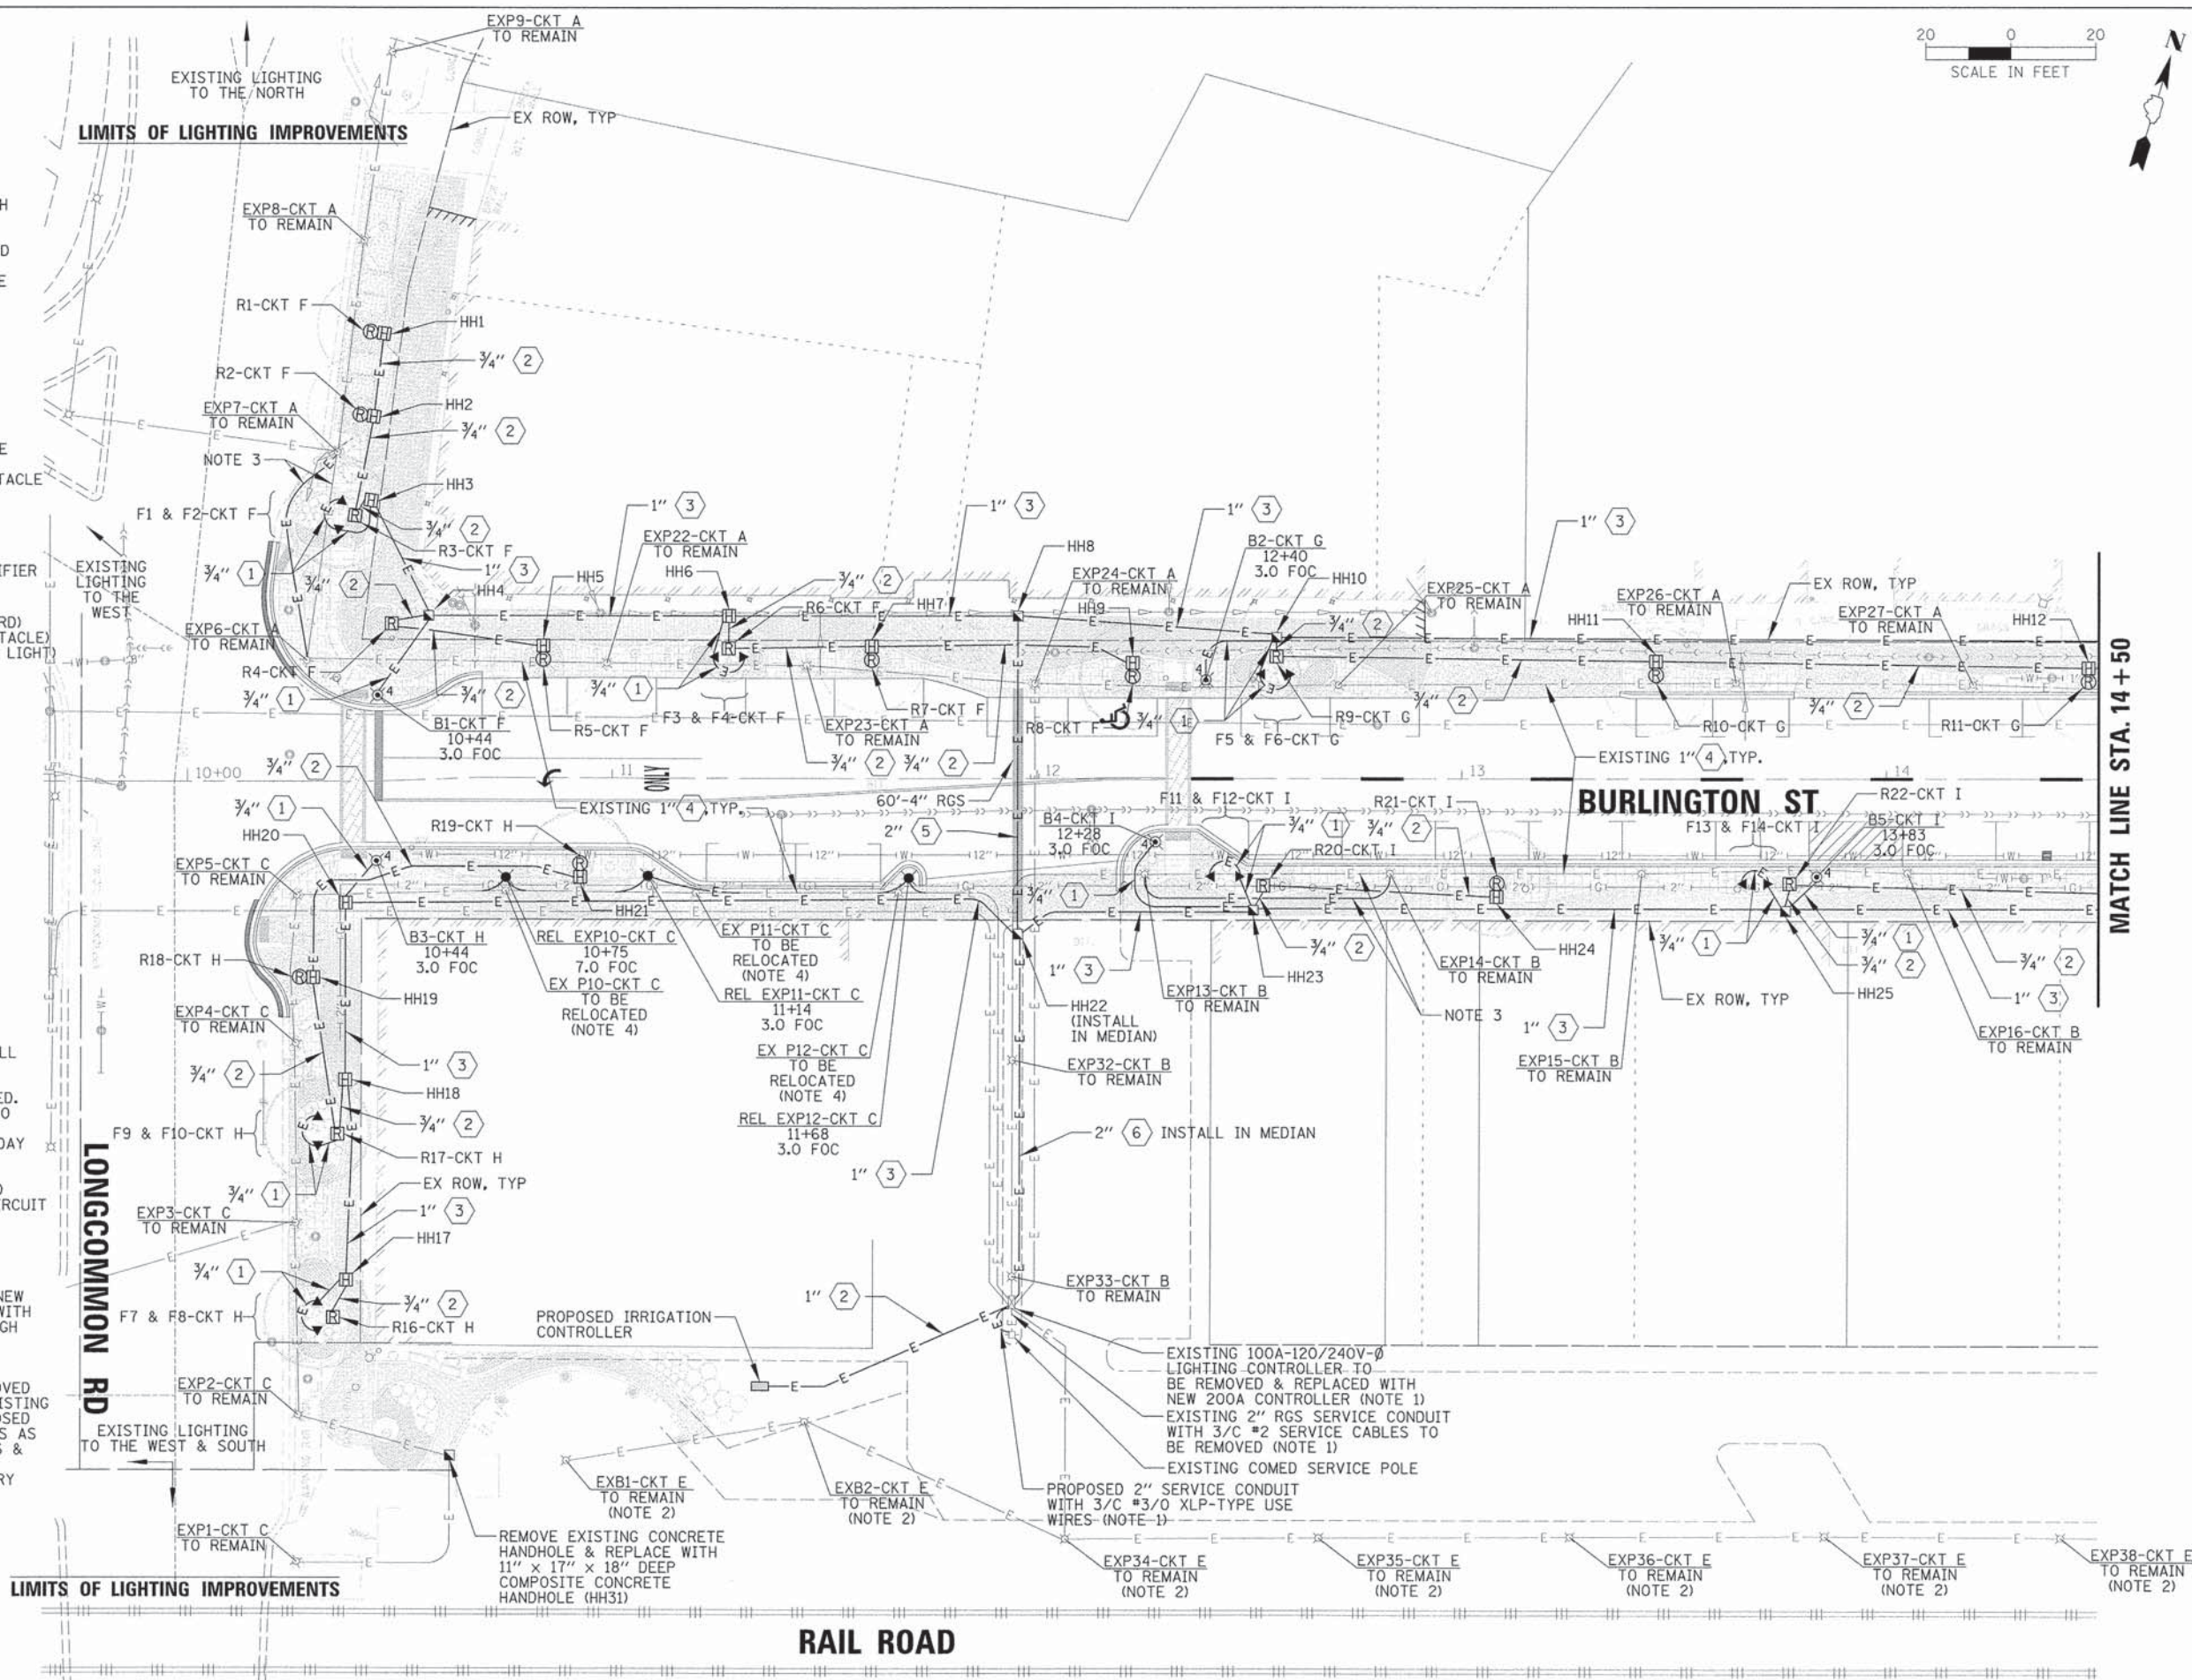 EXP9-CKT A
TO REMAIN
20 0 20
SCALE IN FEET
N
EXISTING LIGHTING
TO THE NORTH
LIMITS OF LIGHTING IMPROVEMENTS
EX ROW, TYP
EXP8-CKT A
TO REMAIN
R1-CKT F
HH1
3/4" 2
R2-CKT F
HH2
EXP7-CKT A
TO REMAIN
3/4" 2
NOTE 3
TACLE
HH3
F1 & F2-CKT F
3/4" 2
R3-CKT F
1" 3
3/4" 1
3/4" 2
HH4
IFIER
EXISTING
LIGHTING
TO THE
WEST
RD)
TACLE)
LIGHT)
EXP6-CKT A
TO REMAIN
R4-CKT F
3/4" 1
B1-CKT F
10+44
3.0 FOC
3/4" 2
HH5
R5-CKT F
1" 3
EXP22-CKT A
TO REMAIN
HH6
3/4" 2
R6-CKT F
HH7
3/4" 1
F3 & F4-CKT F
EXP23-CKT A
TO REMAIN
R7-CKT F
3/4" 2 3/4" 2
1" 3
HH8
EXP24-CKT A
TO REMAIN
HH9
R8-CKT F
1" 3
B2-CKT G
12+40
3.0 FOC
HH10
3/4" 2
3/4" 1
F5 & F6-CKT G
R9-CKT G
EXP25-CKT A
TO REMAIN
1" 3
EXP26-CKT A
TO REMAIN
HH11
3/4" 2
R10-CKT G
EX ROW, TYP
EXP27-CKT A
TO REMAIN
HH12
3/4" 2
R11-CKT G
MATCH LINE STA. 14+50
10+00
11
ONLY
12
13
14
EXISTING 1" 4, TYP.
EXISTING 1" 4, TYP.
BURLINGTON ST
60'-4" RGS
2" 5
3/4" 2
3/4" 1
HH20
EXP5-CKT C
TO REMAIN
R19-CKT H
HH21
B3-CKT H
10+44
3.0 FOC
REL EXP10-CKT C
10+75
7.0 FOC
EX P10-CKT C
TO BE
RELOCATED
(NOTE 4)
EX P11-CKT C
TO BE
RELOCATED
(NOTE 4)
REL EXP11-CKT C
11+14
3.0 FOC
EX P12-CKT C
TO BE
RELOCATED
(NOTE 4)
REL EXP12-CKT C
11+68
3.0 FOC
1" 3
B4-CKT I
12+28
3.0 FOC
F11 & F12-CKT I
3/4" 1
3/4" 2
R20-CKT I
R21-CKT I
3/4" 1
1" 3
HH22
(INSTALL
IN MEDIAN)
EXP13-CKT B
TO REMAIN
HH23
3/4" 2
NOTE 3
EXP14-CKT B
TO REMAIN
HH24
1" 3
EXP15-CKT B
TO REMAIN
F13 & F14-CKT I
R22-CKT I
B5-CKT I
13+83
3.0 FOC
3/4" 1
3/4" 1
3/4" 2
HH25
EX ROW, TYP
3/4" 2
1" 3
EXP16-CKT B
TO REMAIN
R18-CKT H
HH19
EXP4-CKT C
TO REMAIN
3/4" 2
1" 3
HH18
3/4" 2
F9 & F10-CKT H
R17-CKT H
3/4" 1
EX ROW, TYP
1" 3
EXP3-CKT C
TO REMAIN
HH17
3/4" 1
3/4" 2
F7 & F8-CKT H
R16-CKT H
LONGCOMMON RD
EXP2-CKT C
TO REMAIN
EXISTING LIGHTING
TO THE WEST & SOUTH
EXP1-CKT C
TO REMAIN
EXP32-CKT B
TO REMAIN
2" 6 INSTALL IN MEDIAN
EXP33-CKT B
TO REMAIN
1" 2
PROPOSED IRRIGATION
CONTROLLER
EXISTING 100A-120/240V-Ø
LIGHTING CONTROLLER TO
BE REMOVED & REPLACED WITH
NEW 200A CONTROLLER (NOTE 1)
EXISTING 2" RGS SERVICE CONDUIT
WITH 3/C #2 SERVICE CABLES TO
BE REMOVED (NOTE 1)
EXISTING COMED SERVICE POLE
PROPOSED 2" SERVICE CONDUIT
WITH 3/C #3/0 XLP-TYPE USE
WIRES (NOTE 1)
EXB1-CKT E
TO REMAIN
(NOTE 2)
EXB2-CKT E
TO REMAIN
(NOTE 2)
REMOVE EXISTING CONCRETE
HANDHOLE & REPLACE WITH
11" x 17" x 18" DEEP
COMPOSITE CONCRETE
HANDHOLE (HH31)
EXP34-CKT E
TO REMAIN
(NOTE 2)
EXP35-CKT E
TO REMAIN
(NOTE 2)
EXP36-CKT E
TO REMAIN
(NOTE 2)
EXP37-CKT E
TO REMAIN
(NOTE 2)
EXP38-CKT E
TO REMAIN
(NOTE 2)
LIMITS OF LIGHTING IMPROVEMENTS
RAIL ROAD